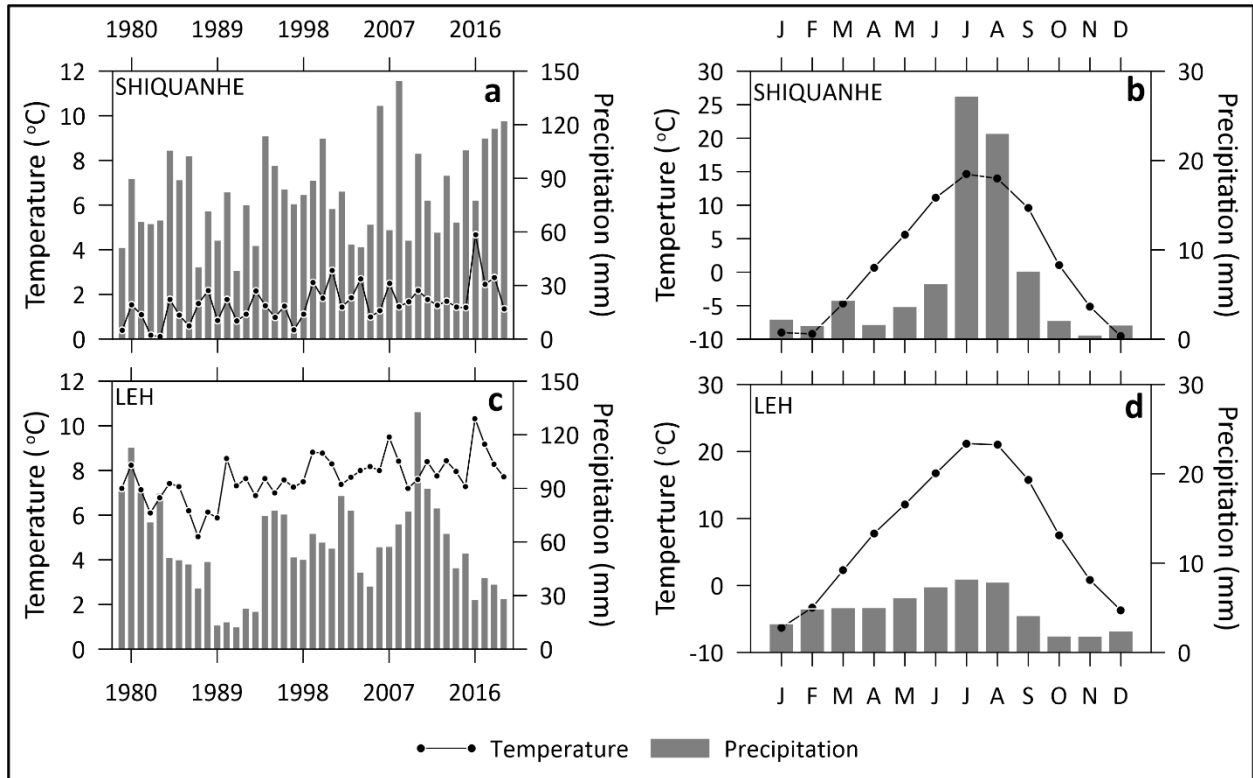 1980 1989 1998 2007 2016
J F M A M J J A S O N D
SHIQUANHE
a
12
10
8
6
4
2
0
Temperature (°C)
150
120
90
60
30
0
Precipitation (mm)
SHIQUANHE
b
30
25
20
15
10
5
0
-5
-10
Temperture (°C)
30
20
10
0
Precipitation (mm)
LEH
c
12
10
8
6
4
2
0
Temperature (°C)
150
120
90
60
30
0
Precipitation (mm)
LEH
d
30
20
10
0
-10
Temperture (°C)
30
20
10
0
Precipitation (mm)
1980 1989 1998 2007 2016
J F M A M J J A S O N D
Temperature Precipitation